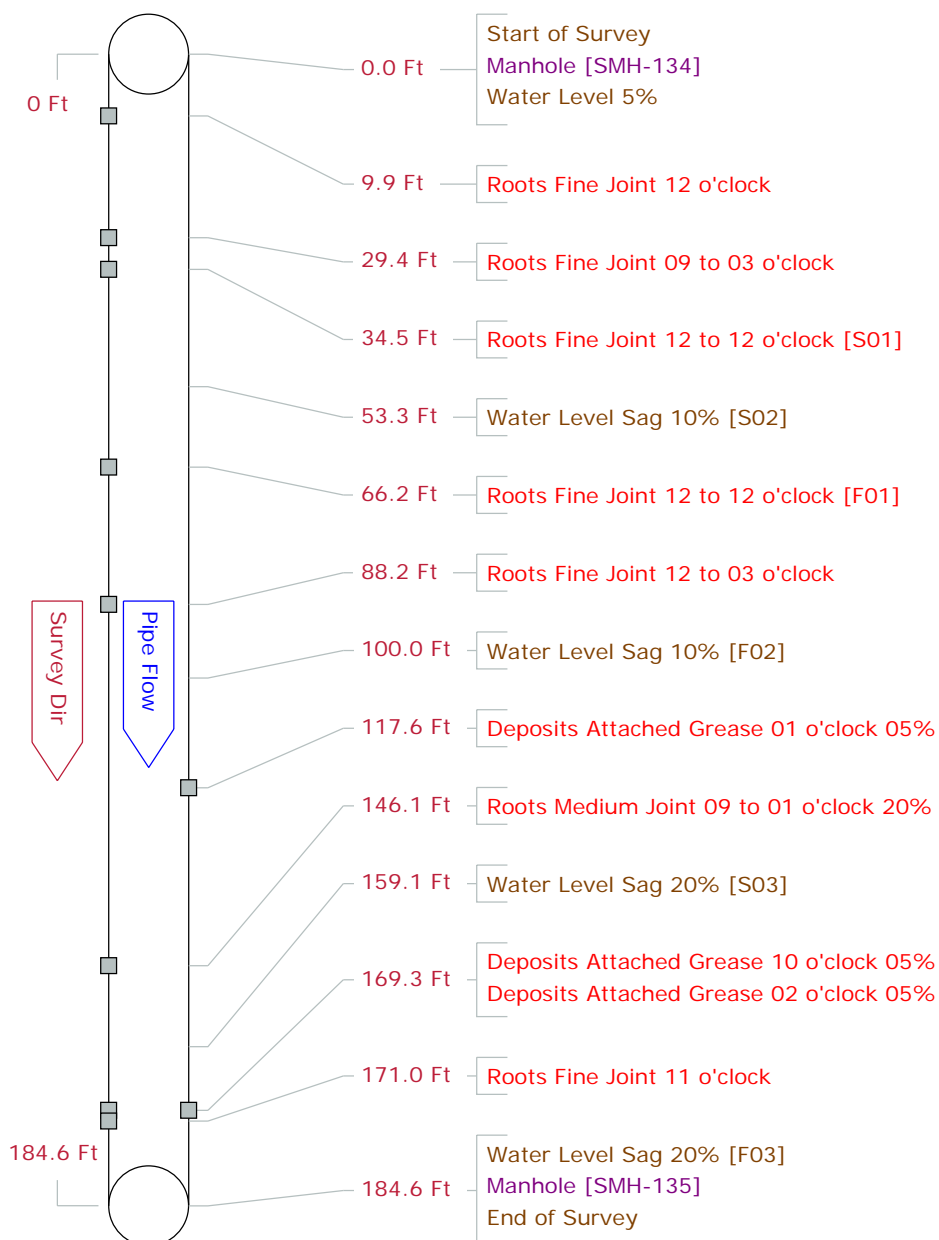 Start of Survey
0.0 Ft
Manhole [SMH-134]
Water Level 5%
0 Ft
9.9 Ft
Roots Fine Joint 12 o'clock
29.4 Ft
Roots Fine Joint 09 to 03 o'clock
34.5 Ft
Roots Fine Joint 12 to 12 o'clock [S01]
53.3 Ft
Water Level Sag 10% [S02]
66.2 Ft
Roots Fine Joint 12 to 12 o'clock [F01]
88.2 Ft
Roots Fine Joint 12 to 03 o'clock
Survey Dir
Pipe Flow
100.0 Ft
Water Level Sag 10% [F02]
117.6 Ft
Deposits Attached Grease 01 o'clock 05%
146.1 Ft
Roots Medium Joint 09 to 01 o'clock 20%
159.1 Ft
Water Level Sag 20% [S03]
169.3 Ft
Deposits Attached Grease 10 o'clock 05%
Deposits Attached Grease 02 o'clock 05%
171.0 Ft
Roots Fine Joint 11 o'clock
184.6 Ft
Water Level Sag 20% [F03]
184.6 Ft
Manhole [SMH-135]
End of Survey